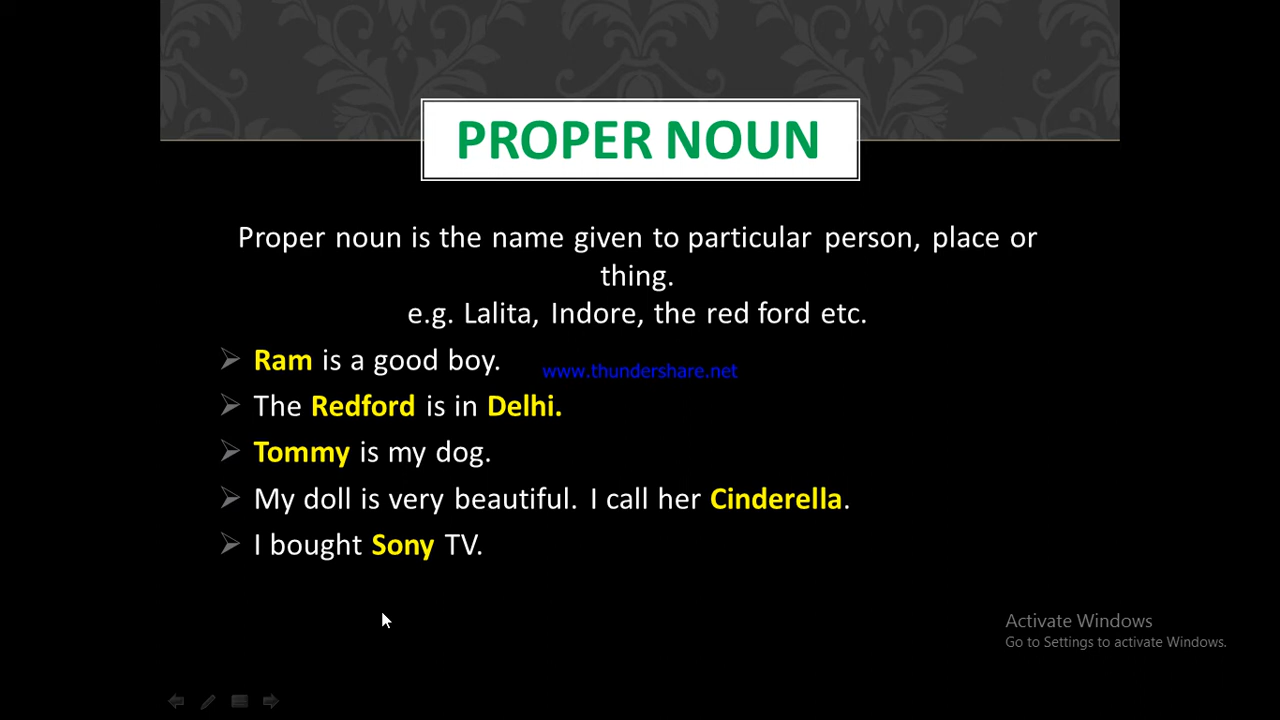 PROPER NOUN
Proper noun is the name given to particular person, place or
thing.
e.g. Lalita, Indore, the red ford etc.
Ram is a good boy.
www.thundershare.net
The Redford is in Delhi.
Tommy is my dog.
My doll is very beautiful. I call her Cinderella.
I bought Sony TV.
Activate Windows
Go to Settings to activate Windows.